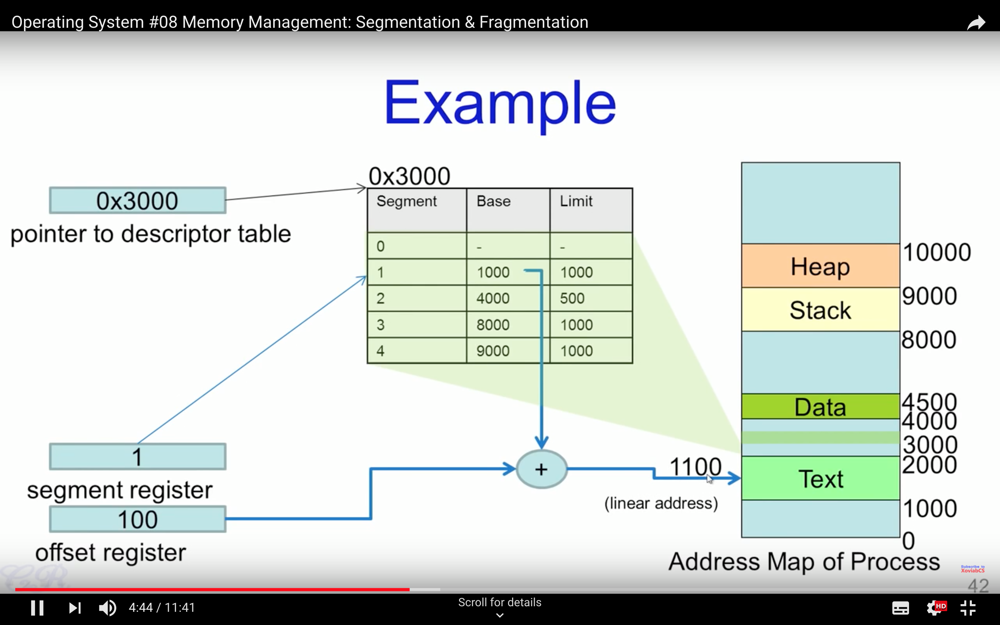 Operating System #08 Memory Management: Segmentation & Fragmentation
Example
0x3000
pointer to descriptor table
0x3000
Segment Base Limit
0 - -
1 1000 1000
2 4000 500
3 8000 1000
4 9000 1000
1
segment register
100
offset register
+
1100
(linear address)
Heap
Stack
Data
Text
10000
9000
8000
4500
4000
3000
2000
1000
0
Address Map of Process
Subscribe to
XoviabCS
42
4:44 / 11:41
Scroll for details
HD